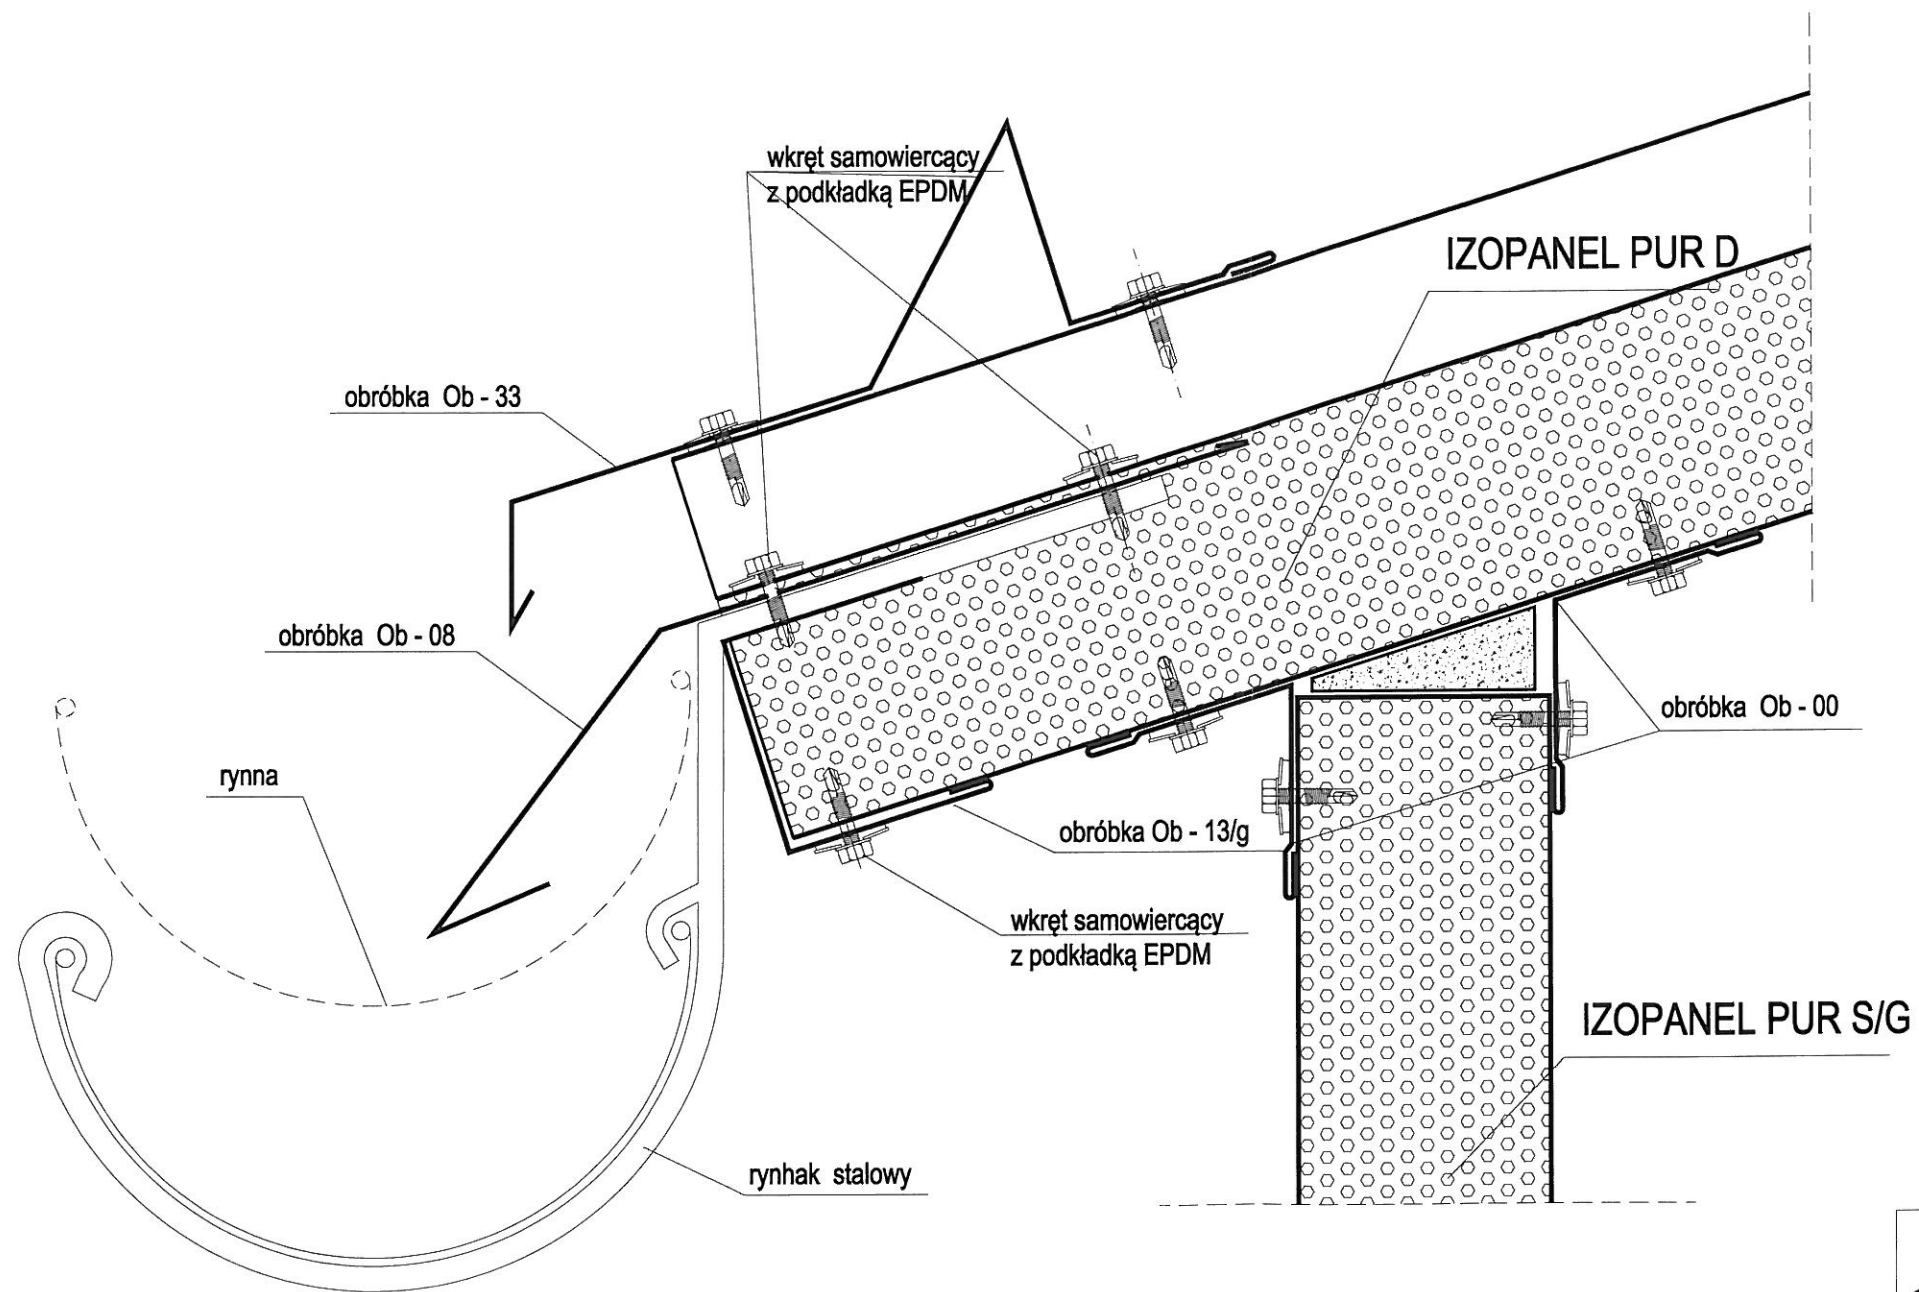 wkręt samowiercący
z podkładką EPDM
IZOPANEL PUR D
obróbka Ob - 33
obróbka Ob - 08
obróbka Ob - 00
rynna
obróbka Ob - 13/g
wkręt samowiercący
z podkładką EPDM
IZOPANEL PUR S/G
rynhak stalowy